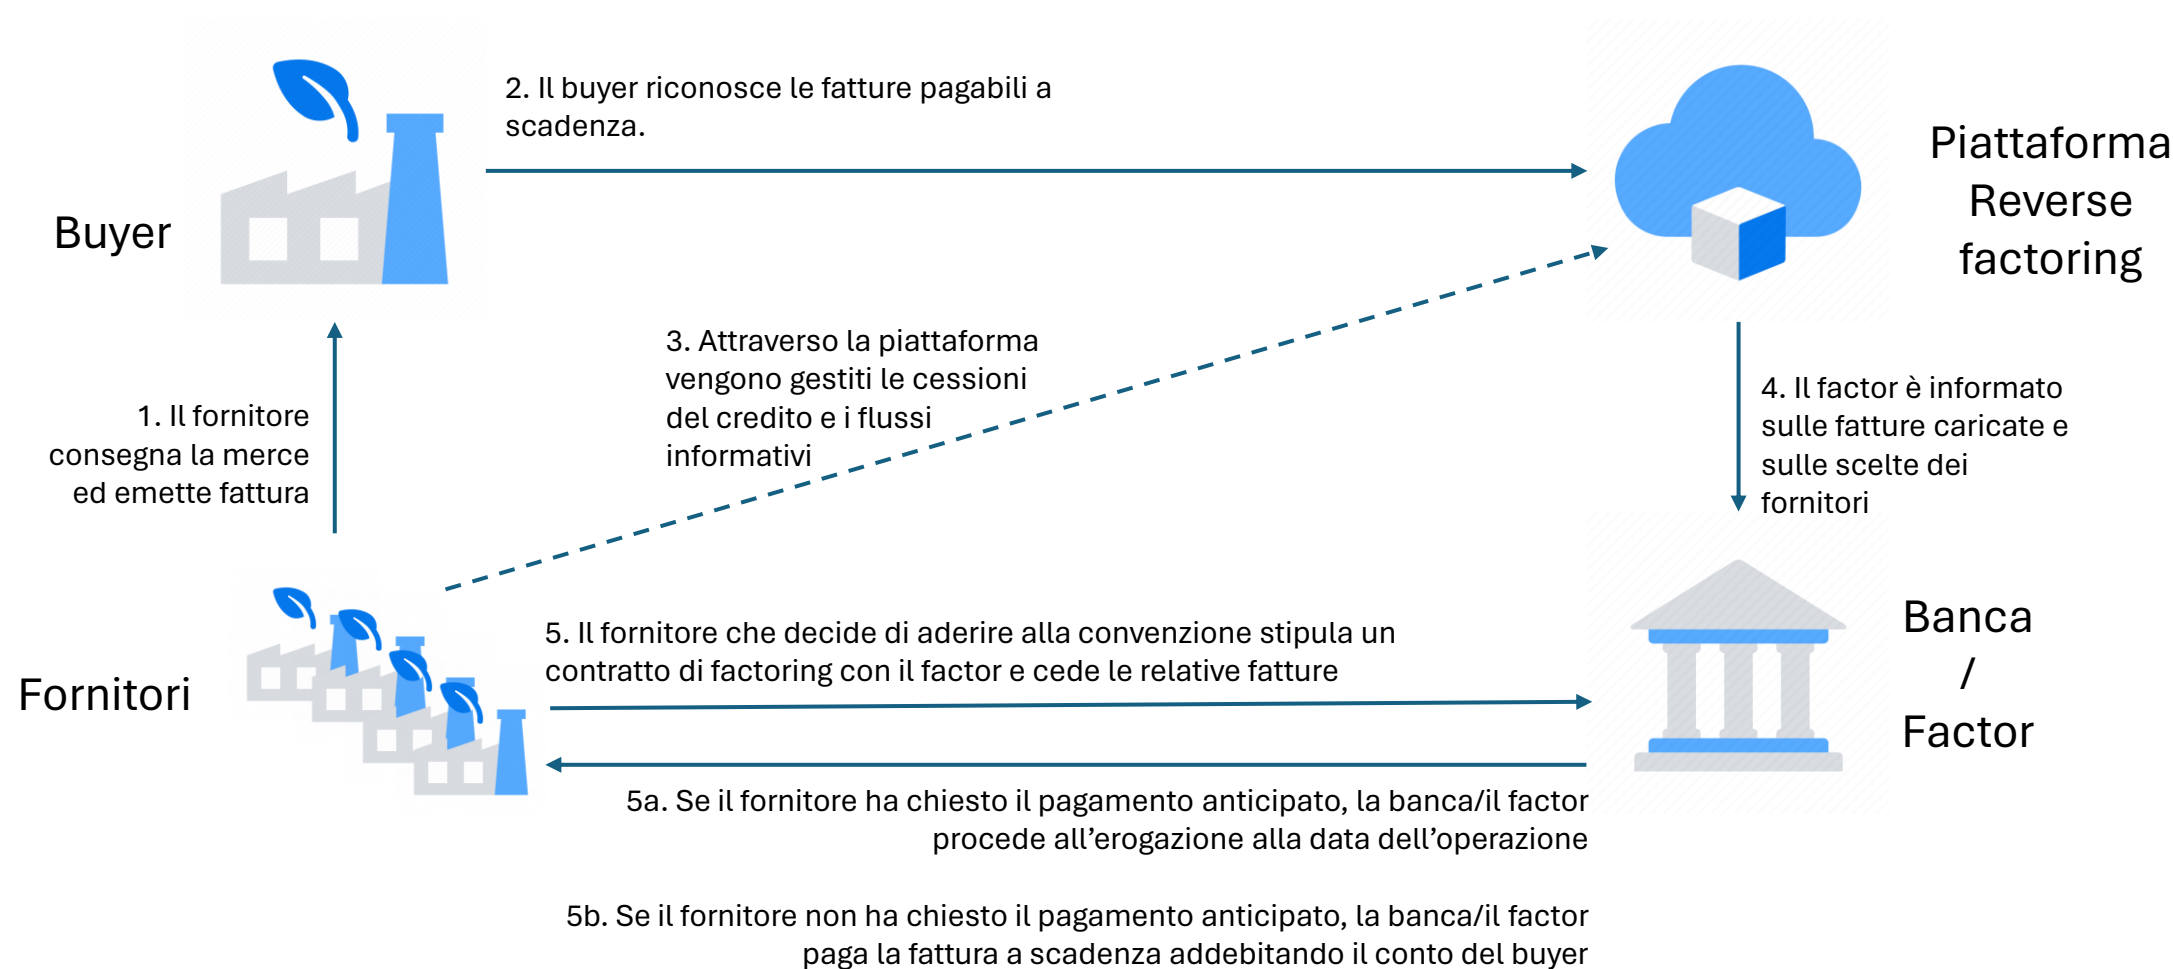 2. Il buyer riconosce le fatture pagabili a
scadenza.
Buyer
Piattaforma
Reverse
factoring
1. Il fornitore
consegna la merce
ed emette fattura
3. Attraverso la piattaforma
vengono gestiti le cessioni
del credito e i flussi
informativi
4. Il factor è informato
sulle fatture caricate e
sulle scelte dei
fornitori
Fornitori
5. Il fornitore che decide di aderire alla convenzione stipula un
contratto di factoring con il factor e cede le relative fatture
Banca
/
Factor
5a. Se il fornitore ha chiesto il pagamento anticipato, la banca/il factor
procede all’erogazione alla data dell’operazione
5b. Se il fornitore non ha chiesto il pagamento anticipato, la banca/il factor
paga la fattura a scadenza addebitando il conto del buyer